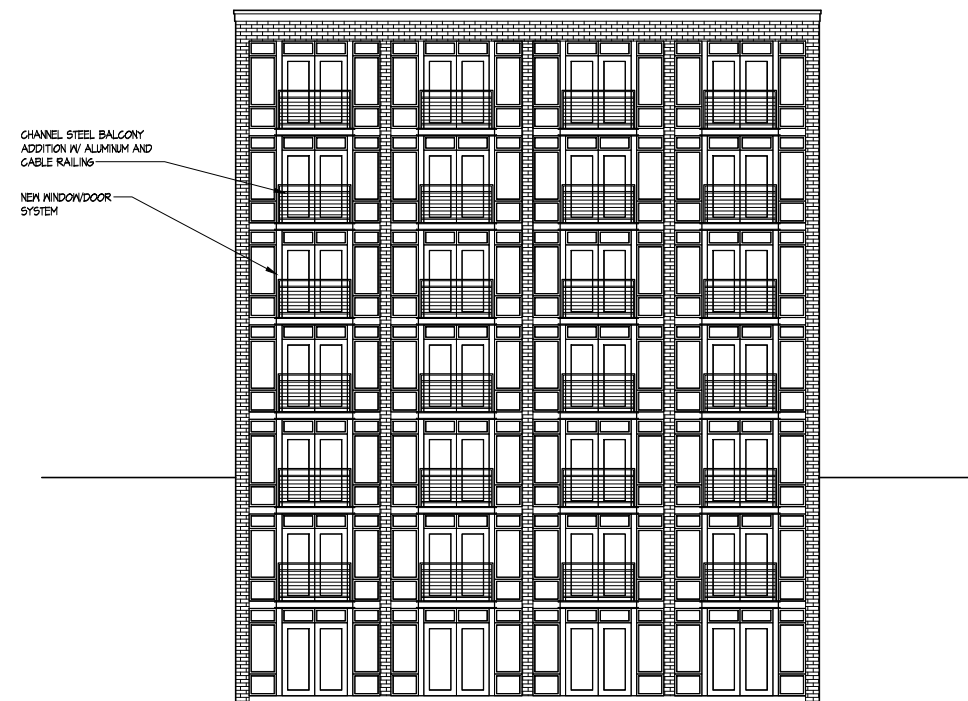 CHANNEL STEEL BALCONY
ADDITION W/ ALUMINUM AND
CABLE RAILING
NEW WINDOW/DOOR
SYSTEM